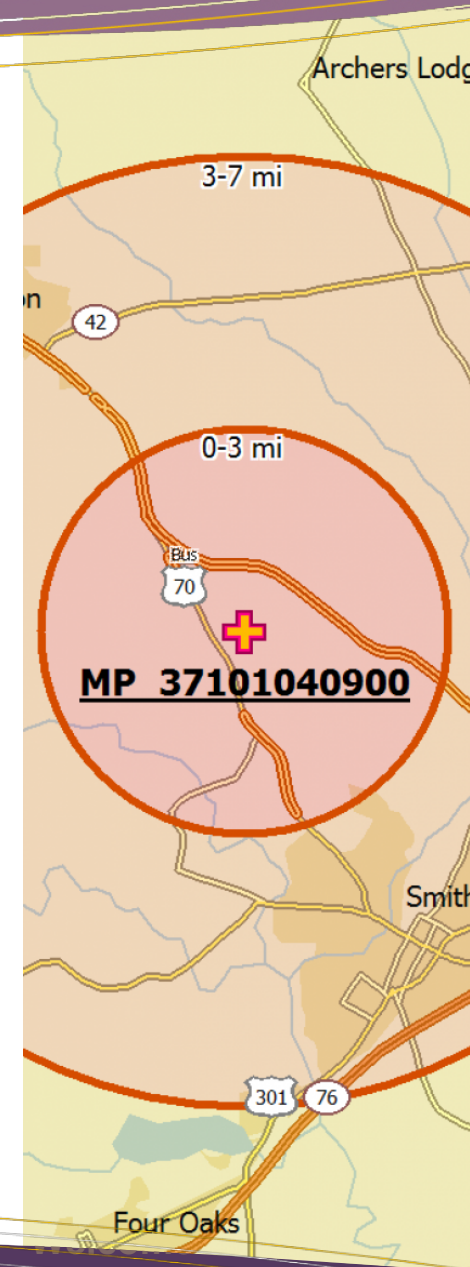 Archers Lodg
3-7 mi
on
42
0-3 mi
Bus
70
MP 37101040900
Smith
301 76
Four Oaks